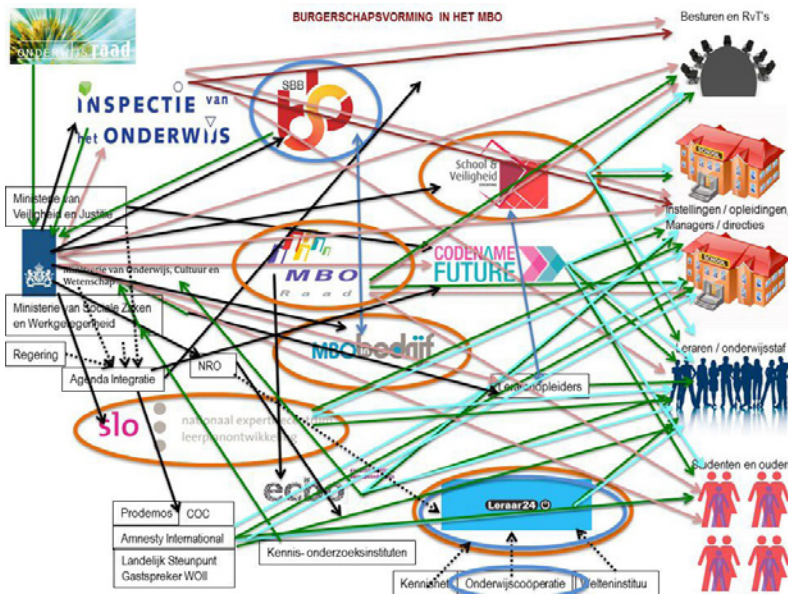 BURGERSCHAPSVORMING IN HET MBO
Besturen en RvT's
ONDERWIJSraad
SBB
INSPECTIE van
het ONDERWIJS
School &
Veiligheid
SCHOOL
Ministerie van
Veiligheid en Justitie
Instellingen / opleidingen,
Managers / directies
MBO
Raad
CODENAME
FUTURE
SCHOOL
Ministerie van Onderwijs, Cultuur en
Wetenschap
Ministerie van Sociale Zaken
en Werkgelegenheid
MBO bedrijf
Regering
NRO
Leraren / onderwijsstaf
Agenda Integratie
Lerarenopleiders
slo
nationaal expertisecentrum
leerplanontwikkeling
Studenten en ouders
ecbo
Leraar24
Prodemos
COC
Amnesty International
Landelijk Steunpunt
Gastspreker WOII
Kennis- onderzoeksinstituten
Kennisnet
Onderwijscoöperatie
Welteninstituu